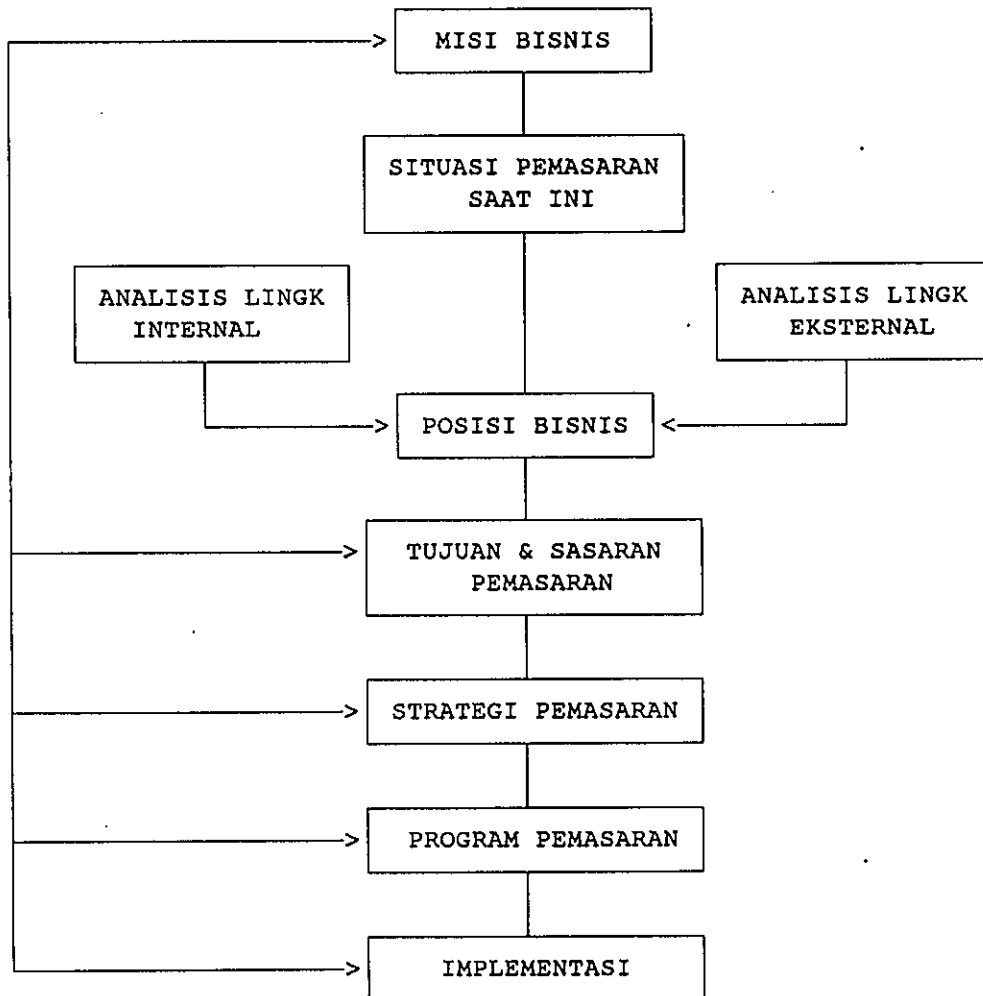 MISI BISNIS
SITUASI PEMASARAN
SAAT INI
ANALISIS LINGK
INTERNAL
ANALISIS LINGK
EKSTERNAL
POSISI BISNIS
TUJUAN & SASARAN
PEMASARAN
STRATEGI PEMASARAN
PROGRAM PEMASARAN
IMPLEMENTASI